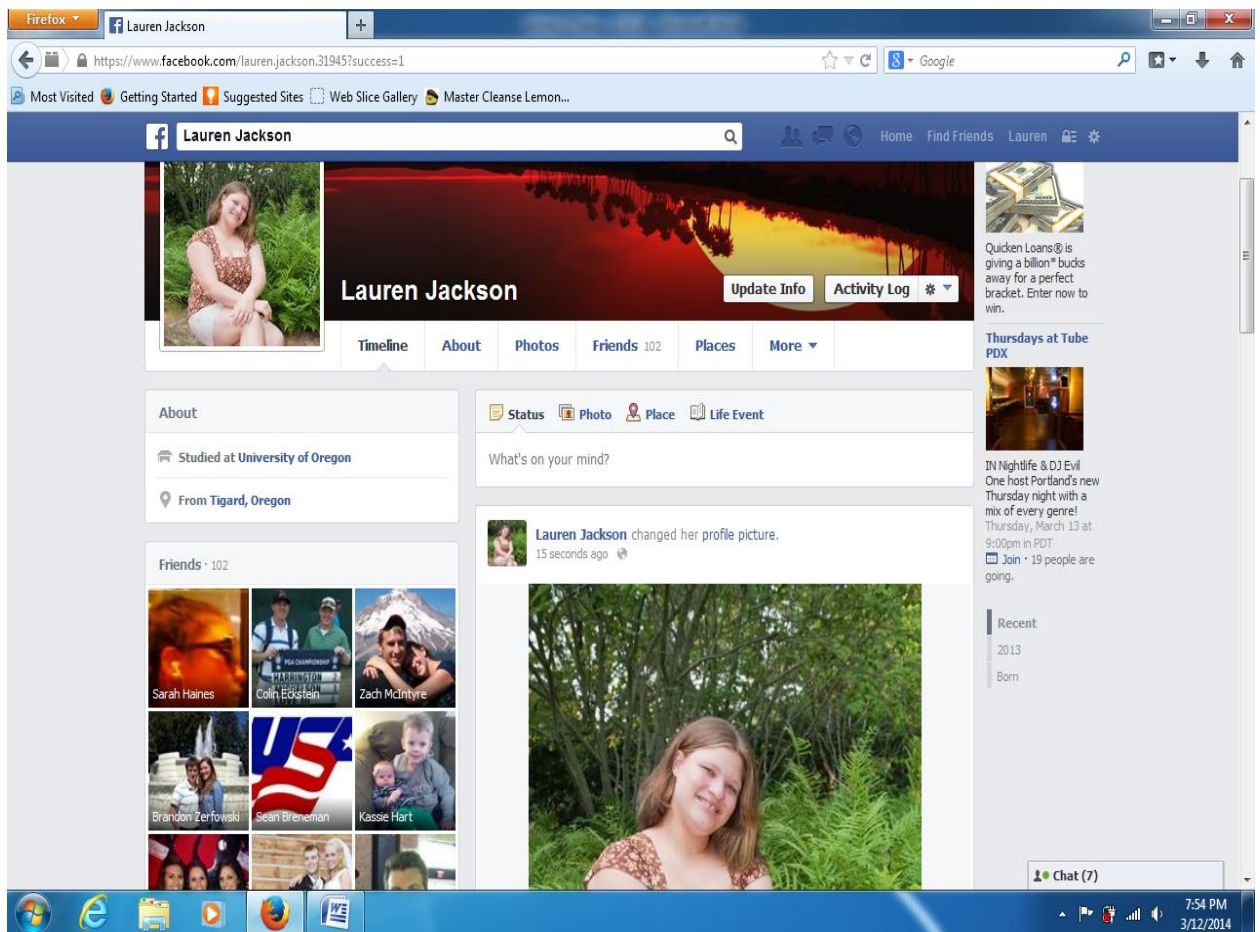 Firefox
Lauren Jackson
+
https://www.facebook.com/lauren.jackson.31945?success=1
Google
Most Visited Getting Started Suggested Sites Web Slice Gallery Master Cleanse Lemon...
Lauren Jackson
Home Find Friends Lauren
Lauren Jackson
Update Info Activity Log
Timeline About Photos Friends 102 Places More
Quicken Loans® is
giving a billion* bucks
away for a perfect
bracket. Enter now to
win.
Thursdays at Tube
PDX
IN Nightlife & DJ Evil
One host Portland's new
Thursday night with a
mix of every genre!
Thursday, March 13 at
9:00pm in PDT
Join · 19 people are
going.
Recent
2013
Born
About
Studied at University of Oregon
From Tigard, Oregon
Friends · 102
Sarah Haines Colin Eckstein Zach McIntyre
PGA CHAMPIONSHIP
HARRINGTON
USA
Brandon Zerfowski Sean Breneman Kassie Hart
Status Photo Place Life Event
What's on your mind?
Lauren Jackson changed her profile picture.
15 seconds ago
Chat (7)
7:54 PM
3/12/2014